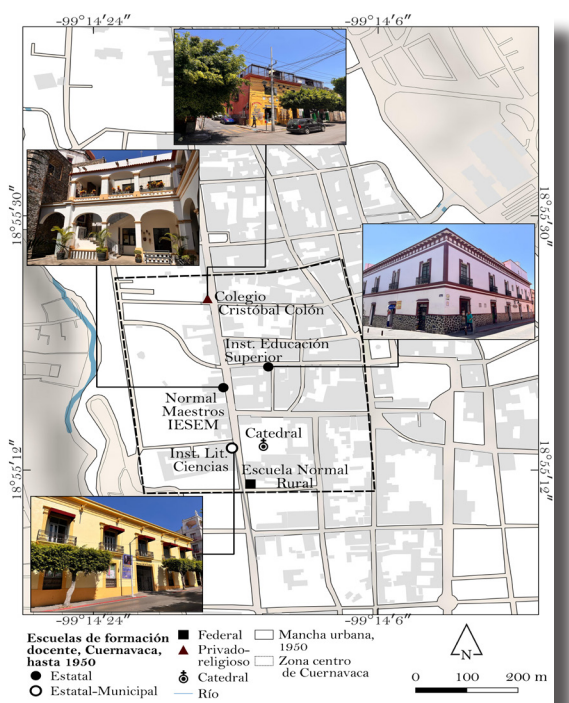 -99°14′24″
-99°14′6″
18°55′30″
18°55′30″
Colegio
Cristóbal Colón
Inst. Educación
Superior
Normal
Maestros
IESEM
Catedral
Inst. Lit.
Ciencias
Escuela Normal
Rural
18°55′12″
18°55′12″
-99°14′24″
-99°14′6″
Escuelas de formación
docente, Cuernavaca,
hasta 1950
Estatal
Estatal-Municipal
Federal
Privado-
religioso
Catedral
Río
Mancha urbana,
1950
Zona centro
de Cuernavaca
N
0
100
200 m